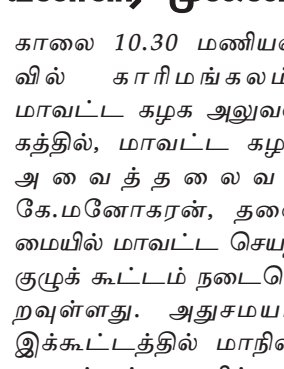 காலை 10.30 மணிய
வில் காரிமங்கலம்
மாவட்ட கழக அலுவ
கத்தில், மாவட்ட கழ
அவைத்தலைவ
கே.மனோகரன், தலை
மையில் மாவட்ட செய
குழுக் கூட்டம் நடைபெ
றவுள்ளது. அதுசமய
இக்கூட்டத்தில் மாநி